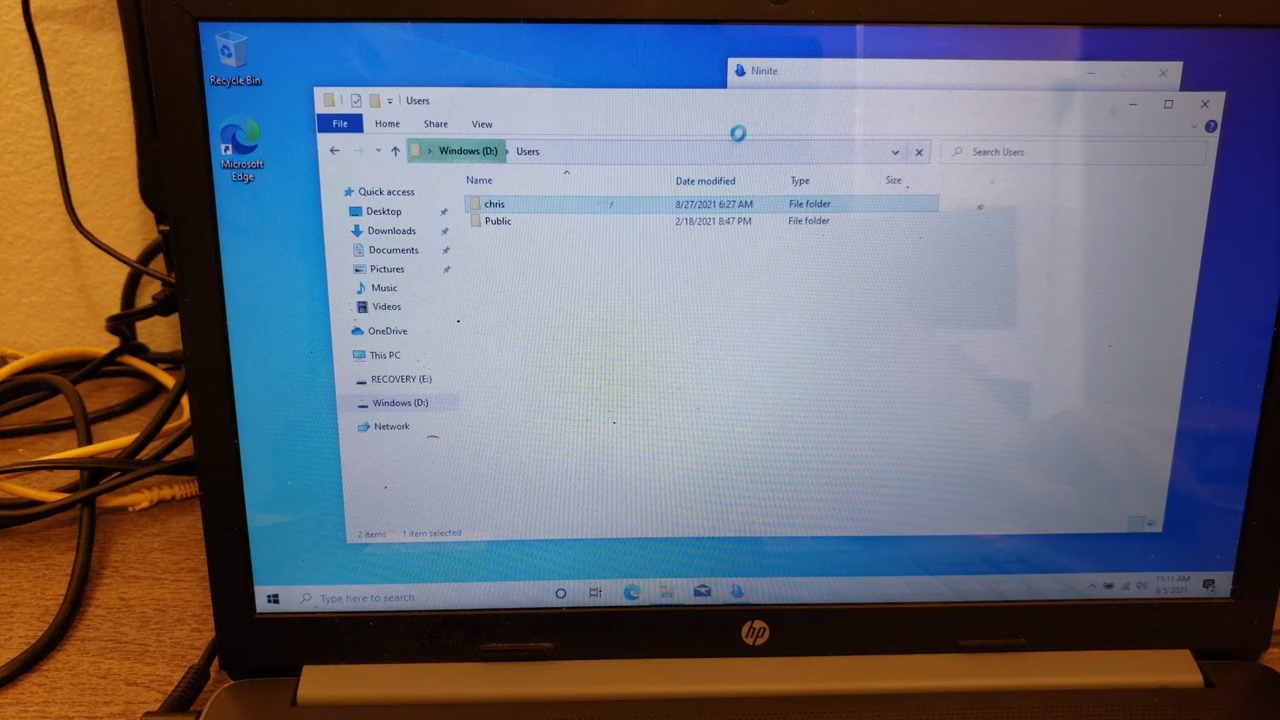 Recycle Bin
Microsoft
Edge
Ninite
Users
File Home Share View
Windows (D:) Users Search Users
Name Date modified Type Size
chris 8/27/2021 6:27 AM File folder
Public 2/18/2021 8:47 PM File folder
Quick access
Desktop
Downloads
Documents
Pictures
Music
Videos
OneDrive
This PC
RECOVERY (E:)
Windows (D:)
Network
2 items 1 item selected
Type here to search
11:11 AM
hp